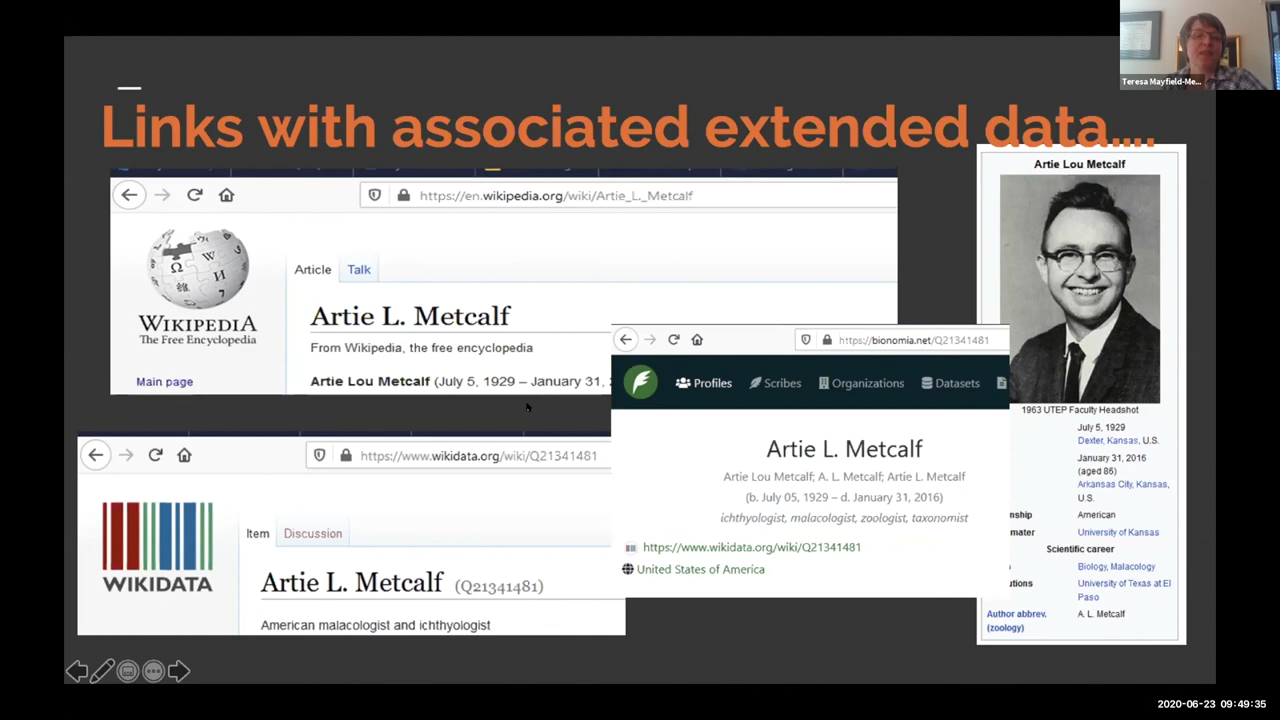 Teresa Mayfield-Me...
Links with associated extended data....
https://en.wikipedia.org/wiki/Artie_L._Metcalf
WIKIPEDIA
The Free Encyclopedia
Main page
Article
Talk
Artie L. Metcalf
From Wikipedia, the free encyclopedia
Artie Lou Metcalf (July 5, 1929 – January 31,
https://www.wikidata.org/wiki/Q21341481
WIKIDATA
Item
Discussion
Artie L. Metcalf (Q21341481)
American malacologist and ichthyologist
https://bionomia.net/Q21341481
Profiles
Scribes
Organizations
Datasets
Artie L. Metcalf
Artie Lou Metcalf; A. L. Metcalf; Artie L. Metcalf
(b. July 05, 1929 – d. January 31, 2016)
ichthyologist, malacologist, zoologist, taxonomist
https://www.wikidata.org/wiki/Q21341481
United States of America
Artie Lou Metcalf
1963 UTEP Faculty Headshot
July 5, 1929
Dexter, Kansas, U.S.
January 31, 2016
(aged 86)
Arkansas City, Kansas,
U.S.
nship American
mater University of Kansas
Scientific career
s Biology, Malacology
utions University of Texas at El
Paso
Author abbrev. A. L. Metcalf
(zoology)
2020-06-23 09:49:35